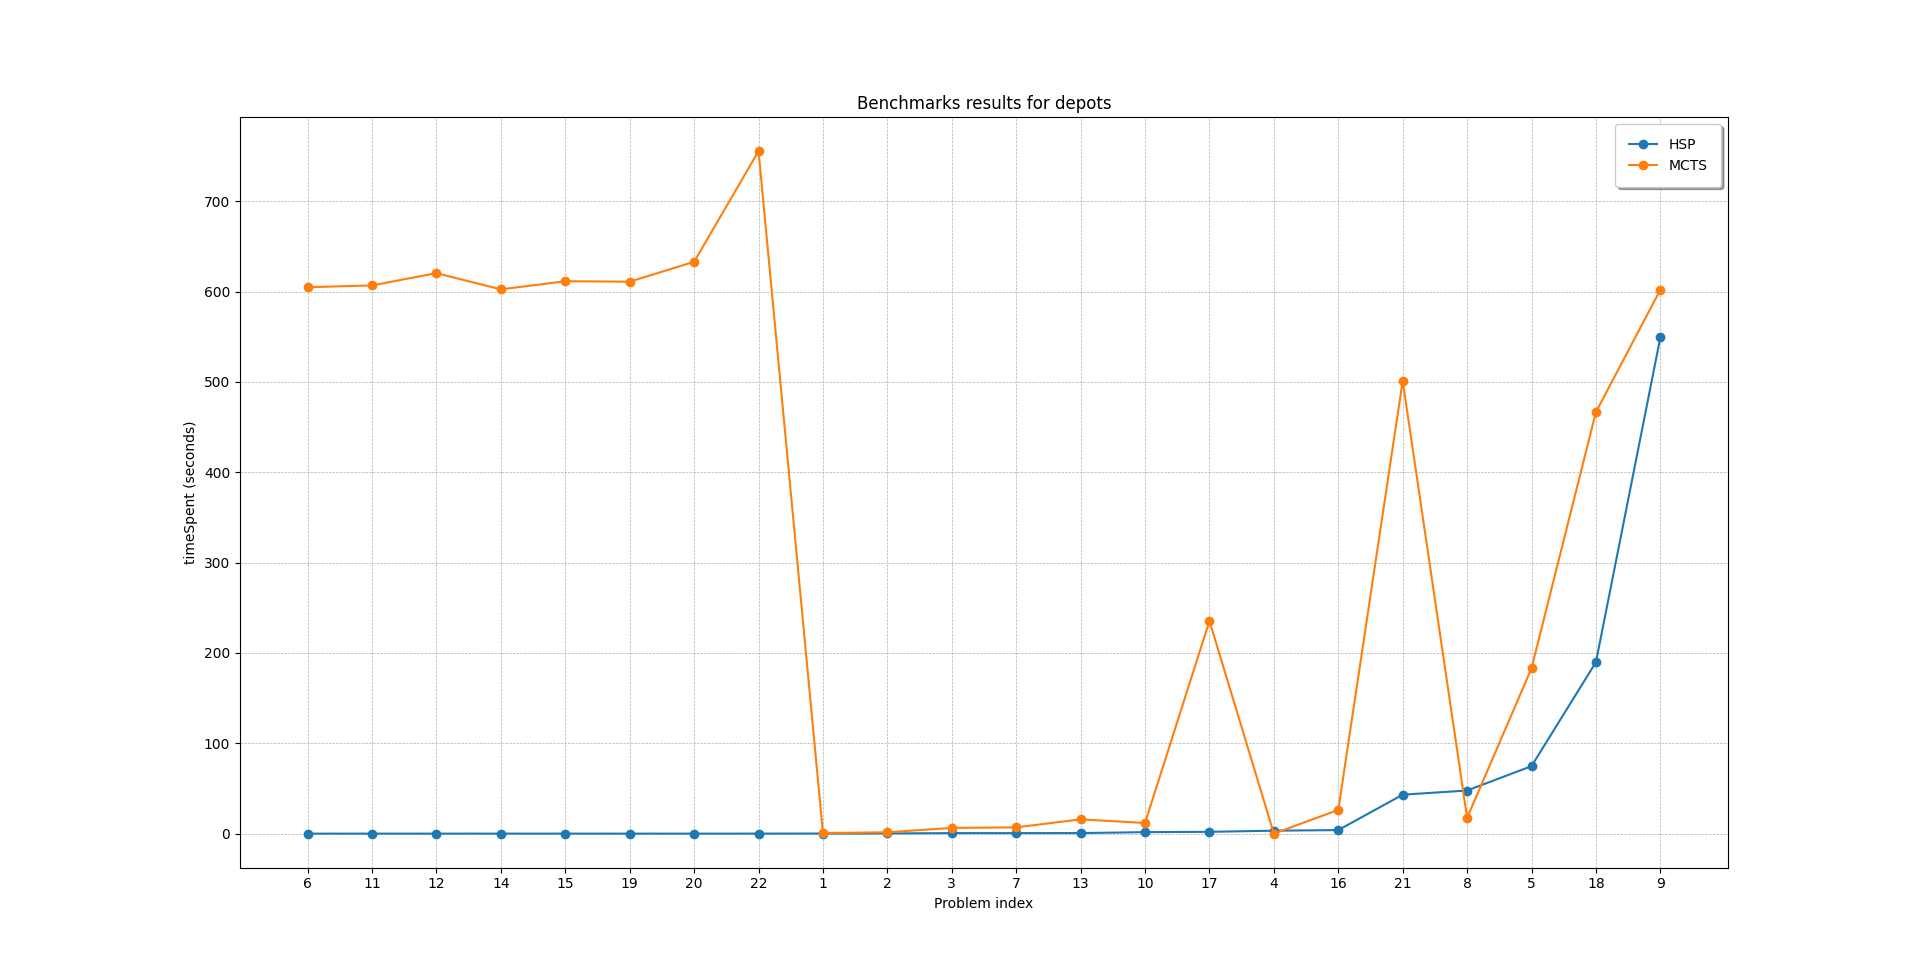 Benchmarks results for depots
HSP
MCTS
700
600
500
400
300
200
100
0
timeSpent (seconds)
6 11 12 14 15 19 20 22 1 2 3 7 13 10 17 4 16 21 8 5 18 9
Problem index